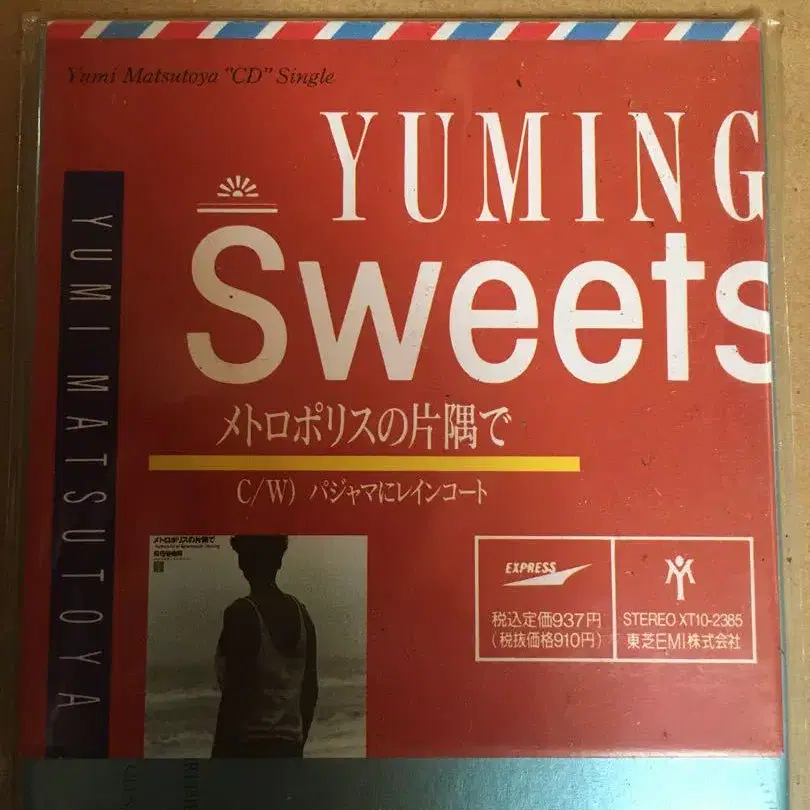 Yumi Matsutoya "CD" Single
YUMING
Sweets
YUMI MATSUTOYA
メトロポリスの片隅で
C/W) パジャマにレインコート
メトロポリスの片隅で
EXPRESS
税込定価937円
(税抜価格910円)
STEREO XT10-2385
東芝EMI株式会社